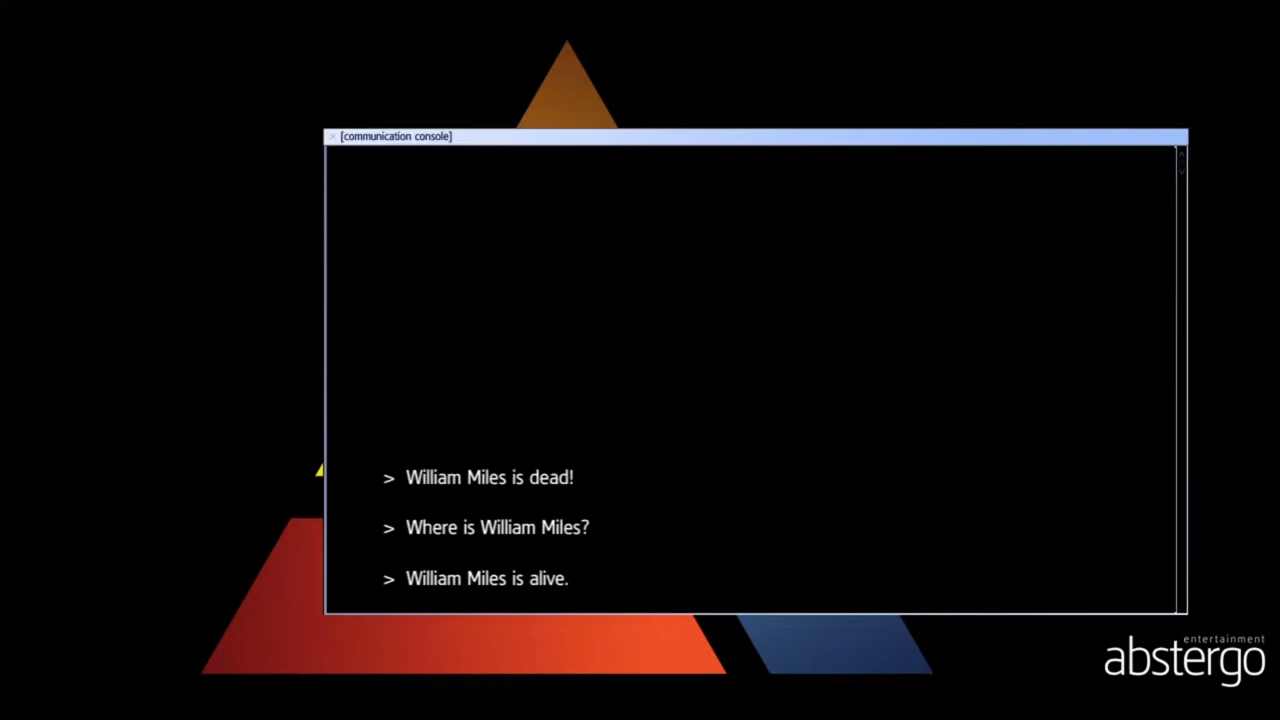 [communication console]
> William Miles is dead!
> Where is William Miles?
> William Miles is alive.
entertainment
abstergo